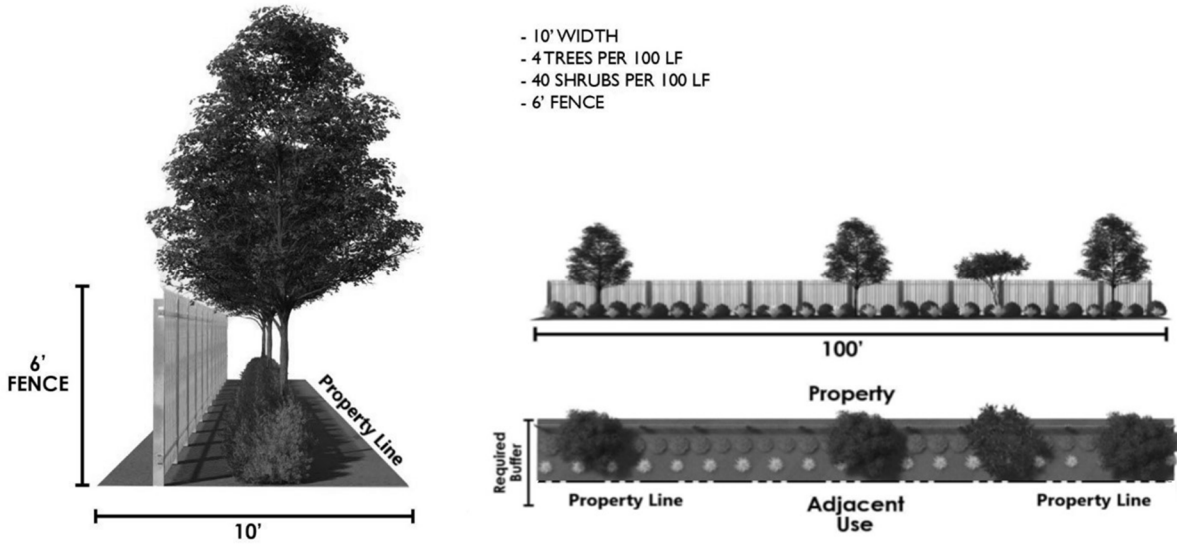 - 10' WIDTH
- 4 TREES PER 100 LF
- 40 SHRUBS PER 100 LF
- 6' FENCE
6'
FENCE
Property Line
10'
100'
Property
Required
Buffer
Property Line
Adjacent
Use
Property Line